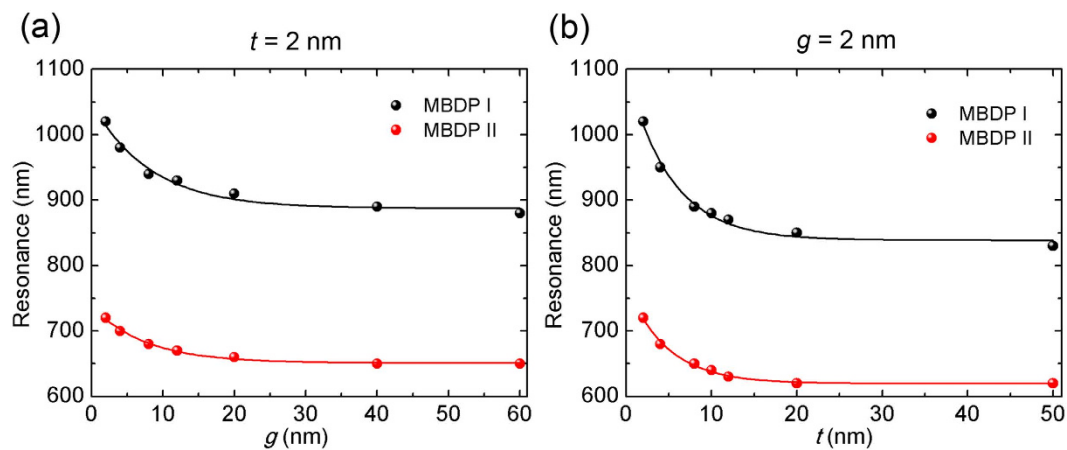 (a)
t = 2 nm
1100
1000
900
800
700
600
Resonance (nm)
MBDP I
MBDP II
0 10 20 30 40 50 60
g (nm)
(b)
g = 2 nm
1100
1000
900
800
700
600
Resonance (nm)
MBDP I
MBDP II
0 10 20 30 40 50
t (nm)